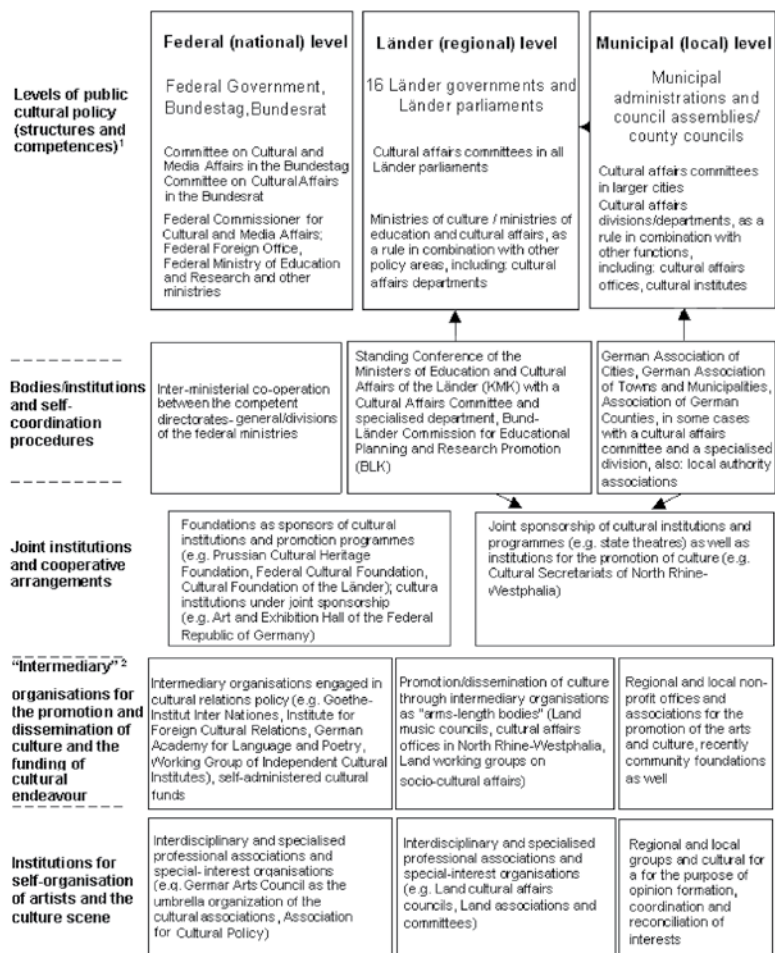 Federal (national) level
Länder (regional) level
Municipal (local) level
Levels of public
cultural policy
(structures and
competences)1
Federal Government,
Bundestag, Bundesrat
Committee on Cultural and
Media Affairs in the Bundestag
Committee on Cultural Affairs
in the Bundesrat
Federal Commissioner for
Cultural and Media Affairs;
Federal Foreign Office,
Federal Ministry of Education
and Research and other
ministries
16 Länder governments and
Länder parliaments
Cultural affairs committees in all
Länder parliaments
Ministries of culture / ministries of
education and cultural affairs, as
a rule in combination with other
policy areas, including: cultural
affairs departments
Municipal
administrations and
council assemblies/
county councils
Cultural affairs committees
in larger cities
Cultural affairs
divisions/departments, as a
rule in combination with
other functions,
including: cultural affairs
offices, cultural institutes
Bodies/institutions
and self-
coordination
procedures
Inter-ministerial co-operation
between the competent
directorates- general/divisions
of the federal ministries
Standing Conference of the
Ministers of Education and Cultural
Affairs of the Länder (KMK) with a
Cultural Affairs Committee and
specialised department, Bund-
Länder Commission for Educational
Planning and Research Promotion
(BLK)
German Association of
Cities, German Association
of Towns and Municipalities,
Association of German
Counties, in some cases
with a cultural affairs
committee and a specialised
division, also: local authority
associations
Joint institutions
and cooperative
arrangements
Foundations as sponsors of cultural
institutions and promotion programmes
(e.g. Prussian Cultural Heritage
Foundation, Federal Cultural Foundation,
Cultural Foundation of the Länder); cultura
institutions under joint sponsorship
(e.g. Art and Exhibition Hall of the Federal
Republic of Germany)
Joint sponsorship of cultural institutions and
programmes (e.g. state theatres) as well as
institutions for the promotion of culture (e.g.
Cultural Secretariats of North Rhine-
Westphalia)
"Intermediary" 2
organisations for
the promotion and
dissemination of
culture and the
funding of
cultural
endeavour
Intermediary organisations engaged in
cultural relations policy (e.g. Goethe-
Institut Inter Nationes, Institute for
Foreign Cultural Relations, German
Academy for Language and Poetry,
Working Group of Independent Cultural
Institutes), self-administered cultural
funds
Promotion/dissemination of culture
through intermediary organisations
as "arms-length bodies" (Land
music councils, cultural affairs
offices in North Rhine-Westphalia,
Land working groups on
socio-cultural affairs)
Regional and local non-
profit offices and
associations for the
promotion of the arts
and culture, recently
community foundations
as well
Institutions for
self-organisation
of artists and the
culture scene
Interdisciplinary and specialised
professional associations and
special- interest organisations
(e.g. Germar Arts Council as the
umbrella organization of the
cultural associations, Association
for Cultural Policy)
Interdisciplinary and specialised
professional associations and
special-interest organisations
(e.g. Land cultural affairs
councils, Land associations and
committees)
Regional and local
groups and cultural for
a for the purpose of
opinion formation,
coordination and
reconciliation of
interests